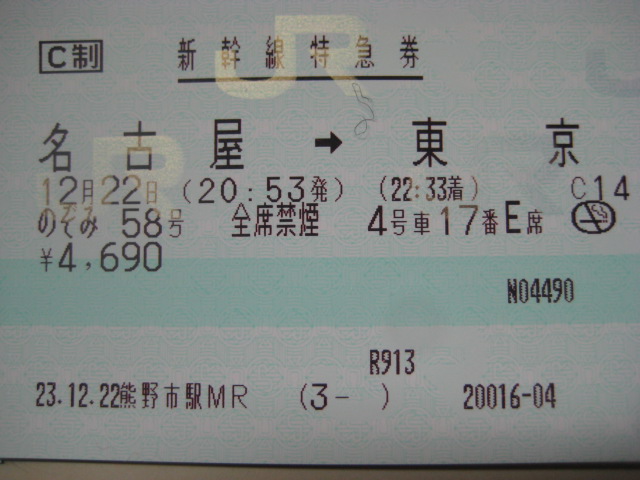 C制 新幹線特急券
名古屋 → 東京
12月22日 (20:53発) (22:33着) C14
のぞみ 58号 全席禁煙 4号車17番E席
¥4,690
N04490
R913
23.12.22熊野市駅MR (3- ) 20016-04